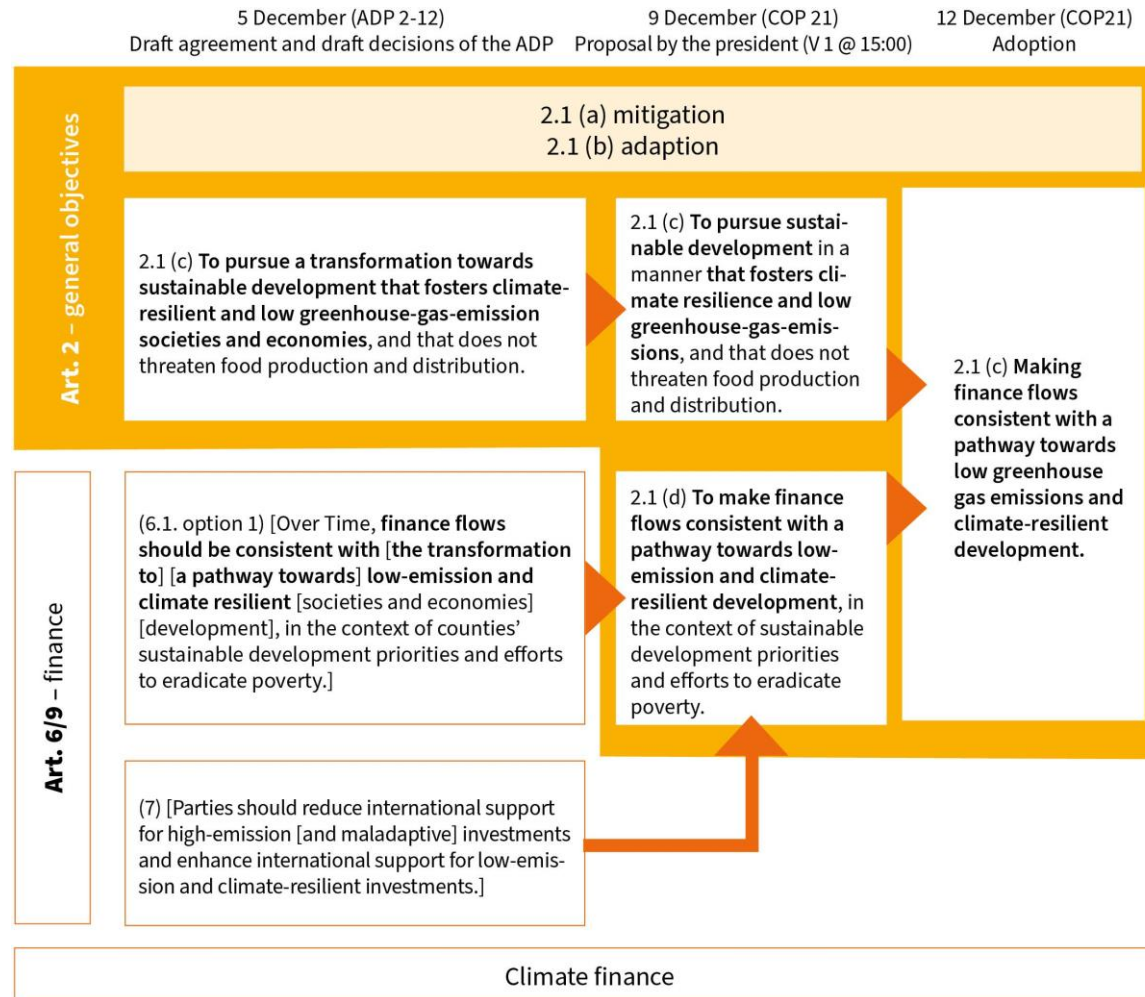 5 December (ADP 2-12)
Draft agreement and draft decisions of the ADP
9 December (COP 21)
Proposal by the president (V 1 @ 15:00)
12 December (COP21)
Adoption
Art. 2 – general objectives
2.1 (a) mitigation
2.1 (b) adaption
2.1 (c) To pursue a transformation towards
sustainable development that fosters climate-
resilient and low greenhouse-gas-emission
societies and economies, and that does not
threaten food production and distribution.
2.1 (c) To pursue sustai-
nable development in a
manner that fosters cli-
mate resilience and low
greenhouse-gas-emis-
sions, and that does not
threaten food production
and distribution.
2.1 (c) Making
finance flows
consistent with a
pathway towards
low greenhouse
gas emissions and
climate-resilient
development.
Art. 6/9 – finance
(6.1. option 1) [Over Time, finance flows
should be consistent with [the transformation
to] [a pathway towards] low-emission and
climate resilient [societies and economies]
[development], in the context of counties’
sustainable development priorities and efforts
to eradicate poverty.]
2.1 (d) To make finance
flows consistent with a
pathway towards low-
emission and climate-
resilient development, in
the context of sustainable
development priorities
and efforts to eradicate
poverty.
(7) [Parties should reduce international support
for high-emission [and maladaptive] investments
and enhance international support for low-emis-
sion and climate-resilient investments.]
Climate finance